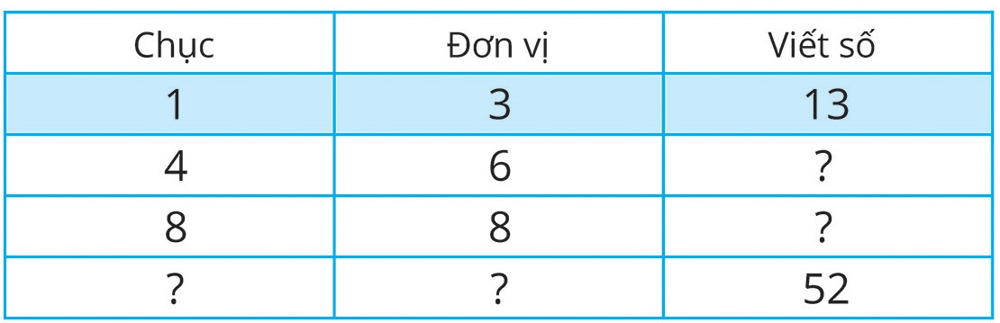 Chục Đơn vị Viết số
1 3 13
4 6 ?
8 8 ?
? ? 52